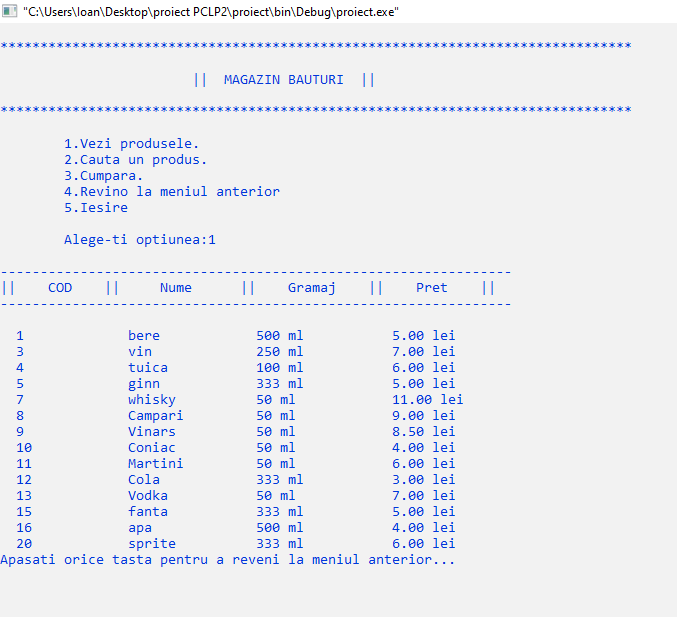 "C:\Users\Ioan\Desktop\proiect PCLP2\proiect\bin\Debug\proiect.exe"
*******************************************************************************
|| MAGAZIN BAUTURI ||
*******************************************************************************
1.Vezi produsele.
2.Cauta un produs.
3.Cumpara.
4.Revino la meniul anterior
5.Iesire
Alege-ti optiunea:1
----------------------------------------------------------------
|| COD || Nume || Gramaj || Pret ||
----------------------------------------------------------------
1 bere 500 ml 5.00 lei
3 vin 250 ml 7.00 lei
4 tuica 100 ml 6.00 lei
5 ginn 333 ml 5.00 lei
7 whisky 50 ml 11.00 lei
8 Campari 50 ml 9.00 lei
9 Vinars 50 ml 8.50 lei
10 Coniac 50 ml 4.00 lei
11 Martini 50 ml 6.00 lei
12 Cola 333 ml 3.00 lei
13 Vodka 50 ml 7.00 lei
15 fanta 333 ml 5.00 lei
16 apa 500 ml 4.00 lei
20 sprite 333 ml 6.00 lei
Apasati orice tasta pentru a reveni la meniul anterior...